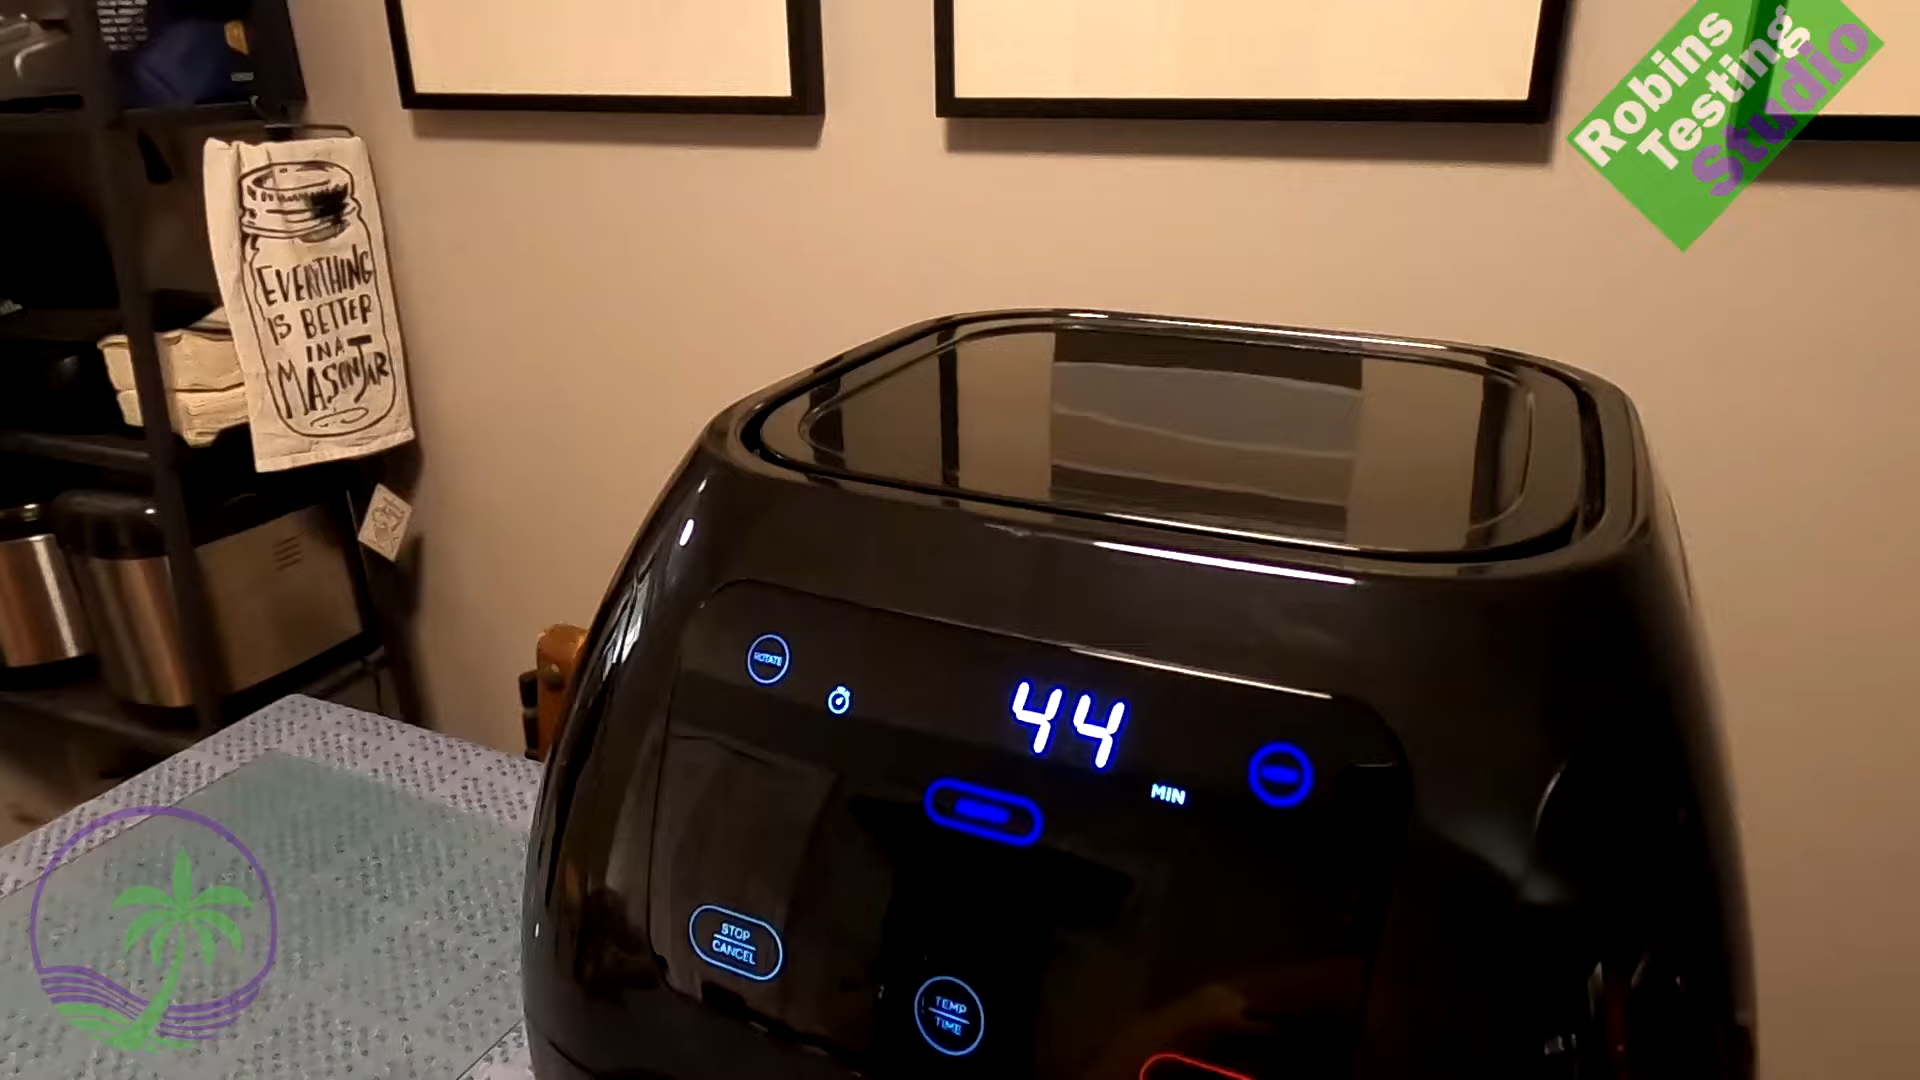 Robins
Testing
Studio
EVERYTHING
IS BETTER
IN A
MASON JAR
ROTATE
44
MIN
STOP
CANCEL
TEMP
TIME